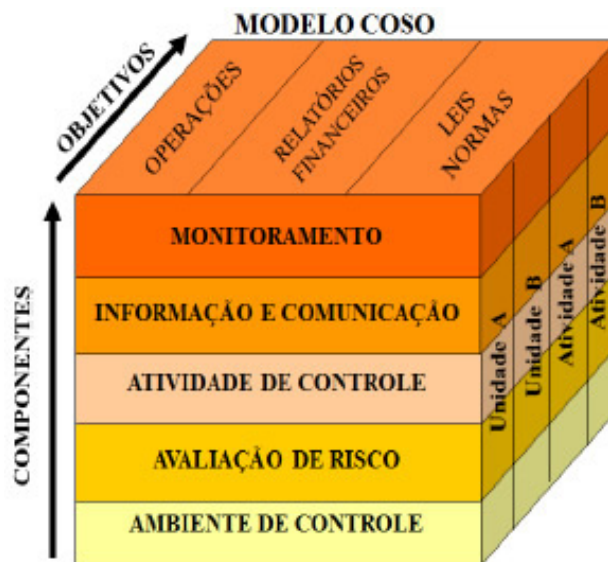 MODELO COSO
OBJETIVOS
OPERAÇÕES
RELATÓRIOS
FINANCEIROS
LEIS
NORMAS
COMPONENTES
MONITORAMENTO
INFORMAÇÃO E COMUNICAÇÃO
ATIVIDADE DE CONTROLE
AVALIAÇÃO DE RISCO
AMBIENTE DE CONTROLE
Unidade A
Unidade B
Atividade A
Atividade B